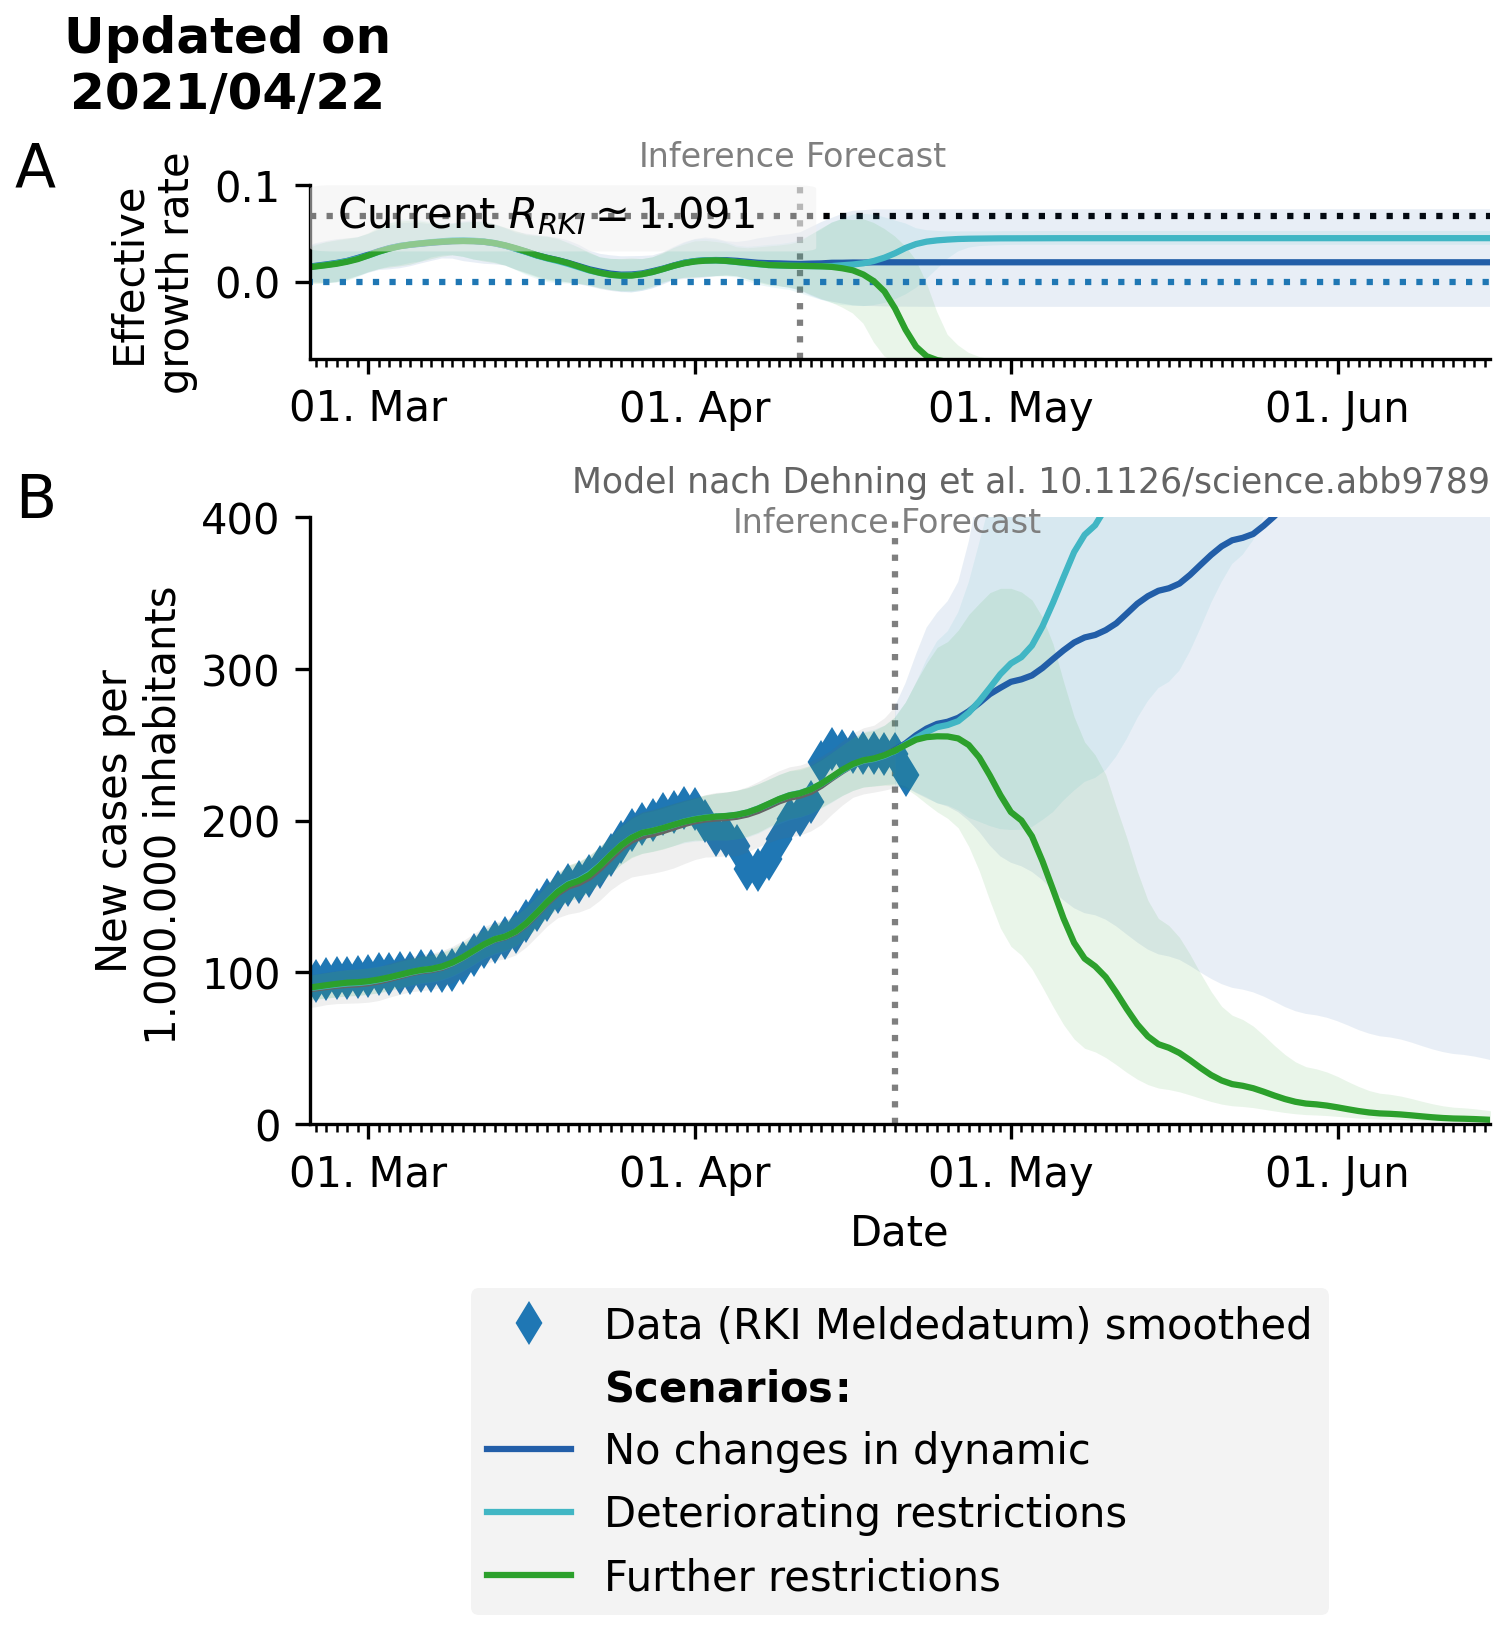 Updated on
2021/04/22
A
Inference Forecast
Effective
growth rate
0.1
0.0
Current R_RKI ≃ 1.091
01. Mar 01. Apr 01. May 01. Jun
B
Model nach Dehning et al. 10.1126/science.abb9789
Inference Forecast
New cases per
1.000.000 inhabitants
400
300
200
100
0
01. Mar 01. Apr 01. May 01. Jun
Date
Data (RKI Meldedatum) smoothed
Scenarios:
No changes in dynamic
Deteriorating restrictions
Further restrictions